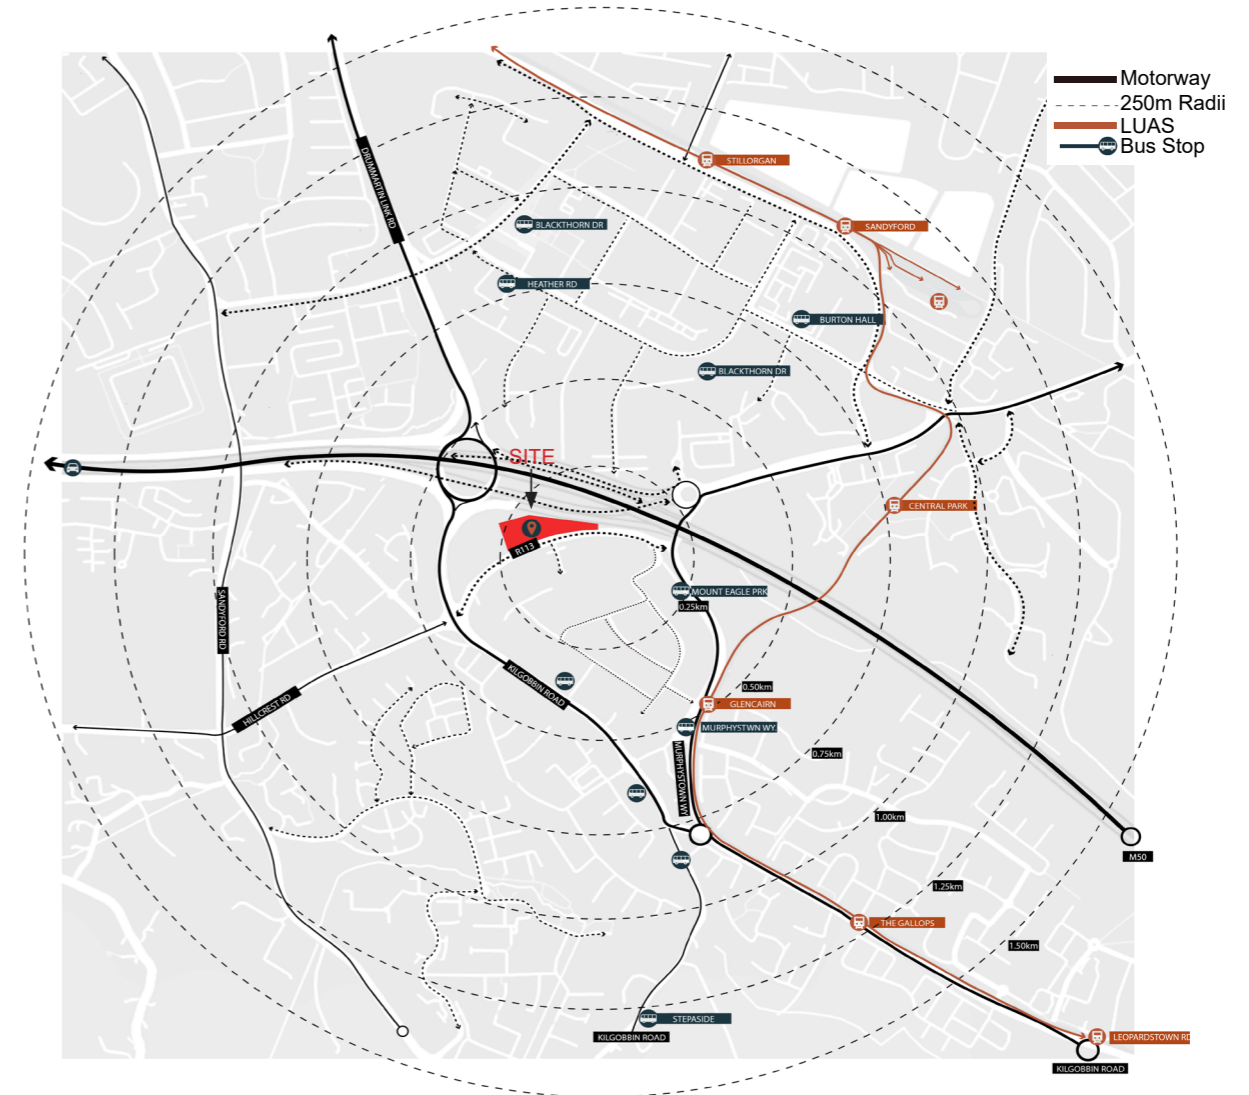 Motorway
250m Radii
LUAS
Bus Stop
DRUMMARTIN LINK RD
STILLORGAN
BLACKTHORN DR
SANDYFORD
HEATHER RD
BURTON HALL
BLACKTHORN DR
SITE
CENTRAL PARK
R113
MOUNT EAGLE PRK
0.25km
SANDYFORD RD
KILGOBBIN ROAD
HILLCREST RD
0.50km
GLENCAIRN
MURPHYSTWN WY.
MURPHYSTOWN WY
0.75km
1.00km
M50
1.25km
THE GALLOPS
1.50km
STEPASIDE
KILGOBBIN ROAD
LEOPARDSTOWN RD
KILGOBBIN ROAD